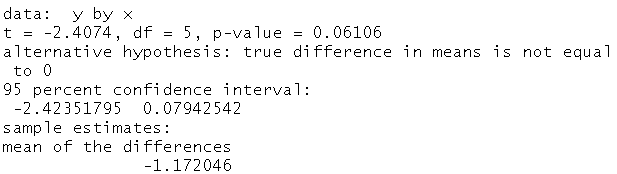 data:  y by x
t = -2.4074, df = 5, p-value = 0.06106
alternative hypothesis: true difference in means is not equal
 to 0
95 percent confidence interval:
 -2.42351795  0.07942542
sample estimates:
mean of the differences
              -1.172046